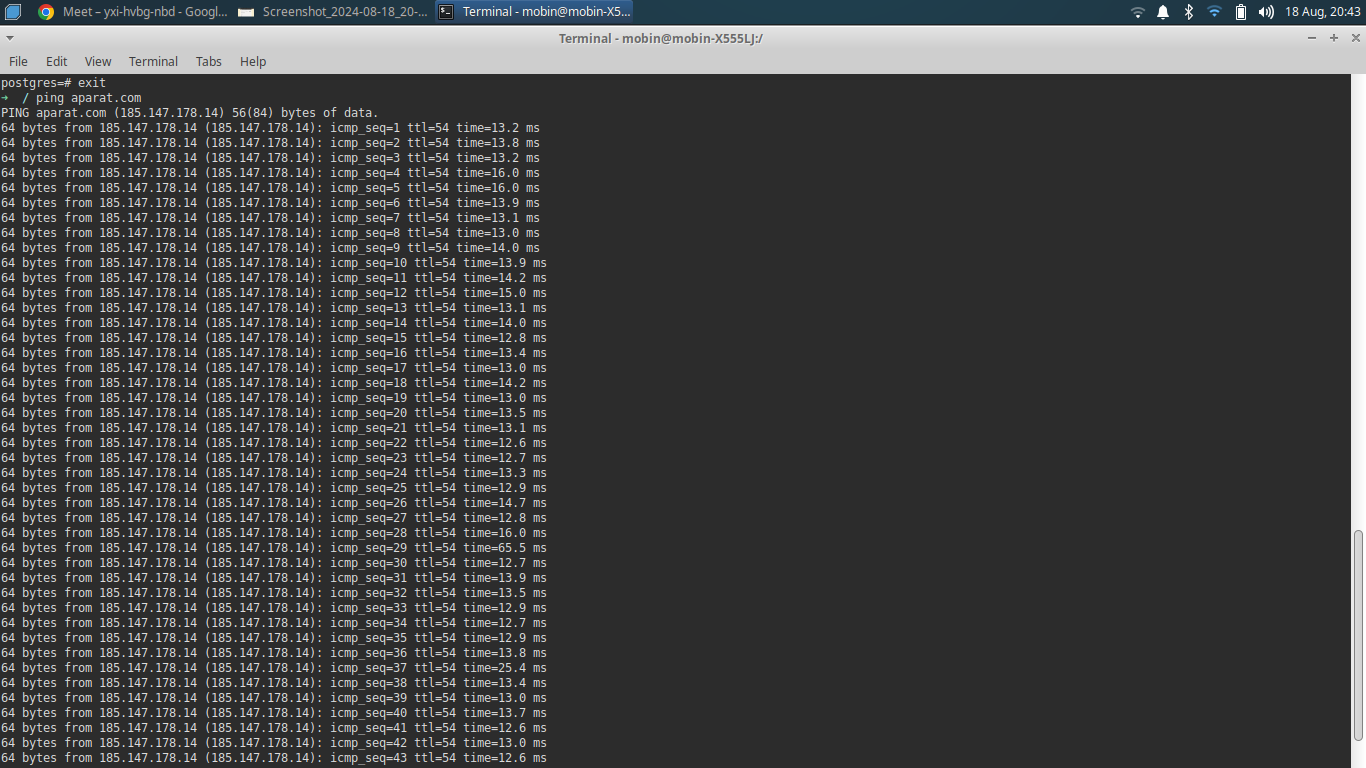 Meet – yxi-hvbg-nbd - Googl... Screenshot_2024-08-18_20-... Terminal - mobin@mobin-X5... 18 Aug, 20:43
Terminal - mobin@mobin-X555LJ:/
File Edit View Terminal Tabs Help
postgres=# exit
➜ / ping aparat.com
PING aparat.com (185.147.178.14) 56(84) bytes of data.
64 bytes from 185.147.178.14 (185.147.178.14): icmp_seq=1 ttl=54 time=13.2 ms
64 bytes from 185.147.178.14 (185.147.178.14): icmp_seq=2 ttl=54 time=13.8 ms
64 bytes from 185.147.178.14 (185.147.178.14): icmp_seq=3 ttl=54 time=13.2 ms
64 bytes from 185.147.178.14 (185.147.178.14): icmp_seq=4 ttl=54 time=16.0 ms
64 bytes from 185.147.178.14 (185.147.178.14): icmp_seq=5 ttl=54 time=16.0 ms
64 bytes from 185.147.178.14 (185.147.178.14): icmp_seq=6 ttl=54 time=13.9 ms
64 bytes from 185.147.178.14 (185.147.178.14): icmp_seq=7 ttl=54 time=13.1 ms
64 bytes from 185.147.178.14 (185.147.178.14): icmp_seq=8 ttl=54 time=13.0 ms
64 bytes from 185.147.178.14 (185.147.178.14): icmp_seq=9 ttl=54 time=14.0 ms
64 bytes from 185.147.178.14 (185.147.178.14): icmp_seq=10 ttl=54 time=13.9 ms
64 bytes from 185.147.178.14 (185.147.178.14): icmp_seq=11 ttl=54 time=14.2 ms
64 bytes from 185.147.178.14 (185.147.178.14): icmp_seq=12 ttl=54 time=15.0 ms
64 bytes from 185.147.178.14 (185.147.178.14): icmp_seq=13 ttl=54 time=13.1 ms
64 bytes from 185.147.178.14 (185.147.178.14): icmp_seq=14 ttl=54 time=14.0 ms
64 bytes from 185.147.178.14 (185.147.178.14): icmp_seq=15 ttl=54 time=12.8 ms
64 bytes from 185.147.178.14 (185.147.178.14): icmp_seq=16 ttl=54 time=13.4 ms
64 bytes from 185.147.178.14 (185.147.178.14): icmp_seq=17 ttl=54 time=13.0 ms
64 bytes from 185.147.178.14 (185.147.178.14): icmp_seq=18 ttl=54 time=14.2 ms
64 bytes from 185.147.178.14 (185.147.178.14): icmp_seq=19 ttl=54 time=13.0 ms
64 bytes from 185.147.178.14 (185.147.178.14): icmp_seq=20 ttl=54 time=13.5 ms
64 bytes from 185.147.178.14 (185.147.178.14): icmp_seq=21 ttl=54 time=13.1 ms
64 bytes from 185.147.178.14 (185.147.178.14): icmp_seq=22 ttl=54 time=12.6 ms
64 bytes from 185.147.178.14 (185.147.178.14): icmp_seq=23 ttl=54 time=12.7 ms
64 bytes from 185.147.178.14 (185.147.178.14): icmp_seq=24 ttl=54 time=13.3 ms
64 bytes from 185.147.178.14 (185.147.178.14): icmp_seq=25 ttl=54 time=12.9 ms
64 bytes from 185.147.178.14 (185.147.178.14): icmp_seq=26 ttl=54 time=14.7 ms
64 bytes from 185.147.178.14 (185.147.178.14): icmp_seq=27 ttl=54 time=12.8 ms
64 bytes from 185.147.178.14 (185.147.178.14): icmp_seq=28 ttl=54 time=16.0 ms
64 bytes from 185.147.178.14 (185.147.178.14): icmp_seq=29 ttl=54 time=65.5 ms
64 bytes from 185.147.178.14 (185.147.178.14): icmp_seq=30 ttl=54 time=12.7 ms
64 bytes from 185.147.178.14 (185.147.178.14): icmp_seq=31 ttl=54 time=13.9 ms
64 bytes from 185.147.178.14 (185.147.178.14): icmp_seq=32 ttl=54 time=13.5 ms
64 bytes from 185.147.178.14 (185.147.178.14): icmp_seq=33 ttl=54 time=12.9 ms
64 bytes from 185.147.178.14 (185.147.178.14): icmp_seq=34 ttl=54 time=12.7 ms
64 bytes from 185.147.178.14 (185.147.178.14): icmp_seq=35 ttl=54 time=12.9 ms
64 bytes from 185.147.178.14 (185.147.178.14): icmp_seq=36 ttl=54 time=13.8 ms
64 bytes from 185.147.178.14 (185.147.178.14): icmp_seq=37 ttl=54 time=25.4 ms
64 bytes from 185.147.178.14 (185.147.178.14): icmp_seq=38 ttl=54 time=13.4 ms
64 bytes from 185.147.178.14 (185.147.178.14): icmp_seq=39 ttl=54 time=13.0 ms
64 bytes from 185.147.178.14 (185.147.178.14): icmp_seq=40 ttl=54 time=13.7 ms
64 bytes from 185.147.178.14 (185.147.178.14): icmp_seq=41 ttl=54 time=12.6 ms
64 bytes from 185.147.178.14 (185.147.178.14): icmp_seq=42 ttl=54 time=13.0 ms
64 bytes from 185.147.178.14 (185.147.178.14): icmp_seq=43 ttl=54 time=12.6 ms